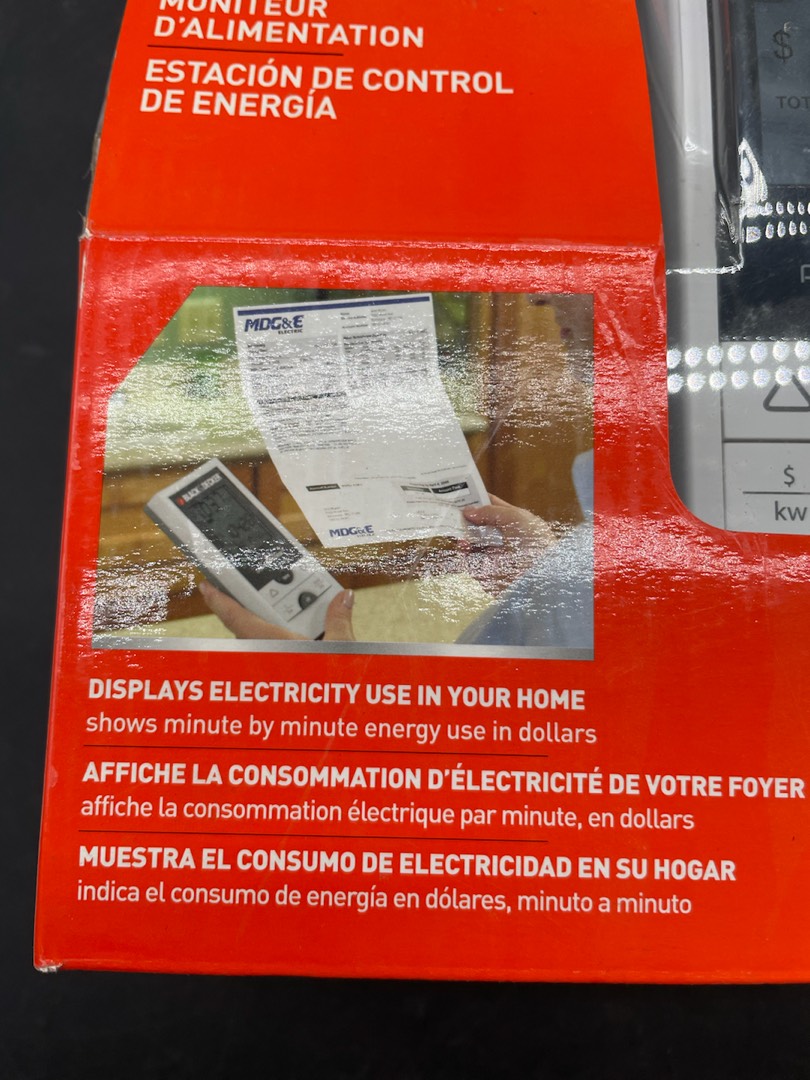 MONITEUR
D'ALIMENTATION
ESTACIÓN DE CONTROL
DE ENERGÍA
$
TOT
MDG&E
ELECTRIC
BLACK & DECKER
MDG&E
$
kw
DISPLAYS ELECTRICITY USE IN YOUR HOME
shows minute by minute energy use in dollars
AFFICHE LA CONSOMMATION D'ÉLECTRICITÉ DE VOTRE FOYER
affiche la consommation électrique par minute, en dollars
MUESTRA EL CONSUMO DE ELECTRICIDAD EN SU HOGAR
indica el consumo de energía en dólares, minuto a minuto